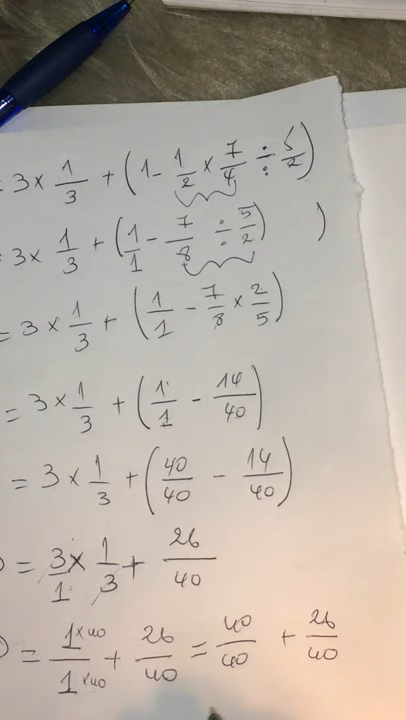 = 3 × 1/3 + (1 - 1/2 × 7/4 ÷ 5/2)
= 3 × 1/3 + (1/1 - 7/8 ÷ 5/2) )
= 3 × 1/3 + (1/1 - 7/8 × 2/5)
= 3 × 1/3 + (1/1 - 14/40)
= 3 × 1/3 + (40/40 - 14/40)
= 3/1 × 1/3 + 26/40
= 1×40/1×40 + 26/40 = 40/40 + 26/40